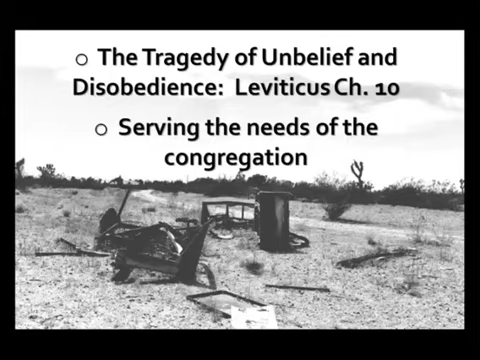 o The Tragedy of Unbelief and
Disobedience: Leviticus Ch. 10
o Serving the needs of the
congregation